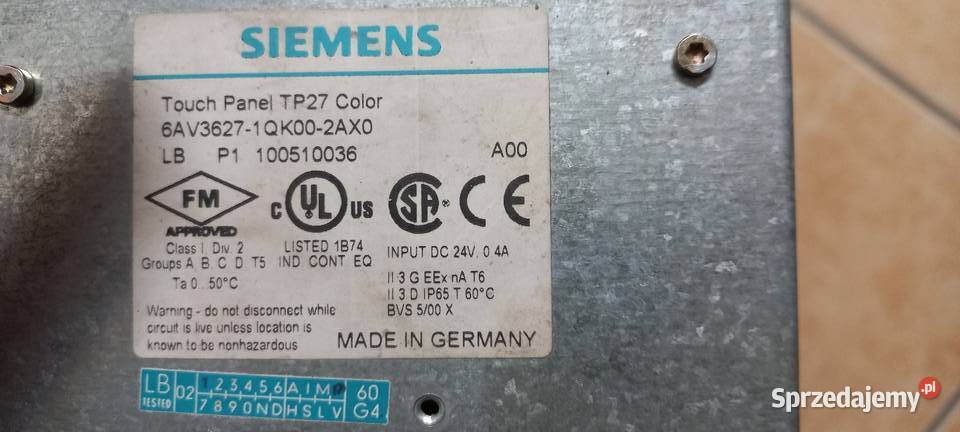 SIEMENS
Touch Panel TP27 Color
6AV3627-1QK00-2AX0
LB P1 100510036 A00
FM
APPROVED
Class I, Div. 2
Groups A, B, C D T5
Ta 0...50°C
C UL US
LISTED 1B74
IND. CONT. EQ
SA CE
INPUT DC 24V, 0.4A
II 3 G EEx nA T6
II 3 D IP65 T 60°C
BVS 5/00 X
Warning - do not disconnect while
circuit is live unless location is
known to be nonhazardous
MADE IN GERMANY
LB
TESTED
02
1,2,3,4,5,6 A I M
7 8 9 0 N D H S L V
60
G4
Sprzedajemy.pl